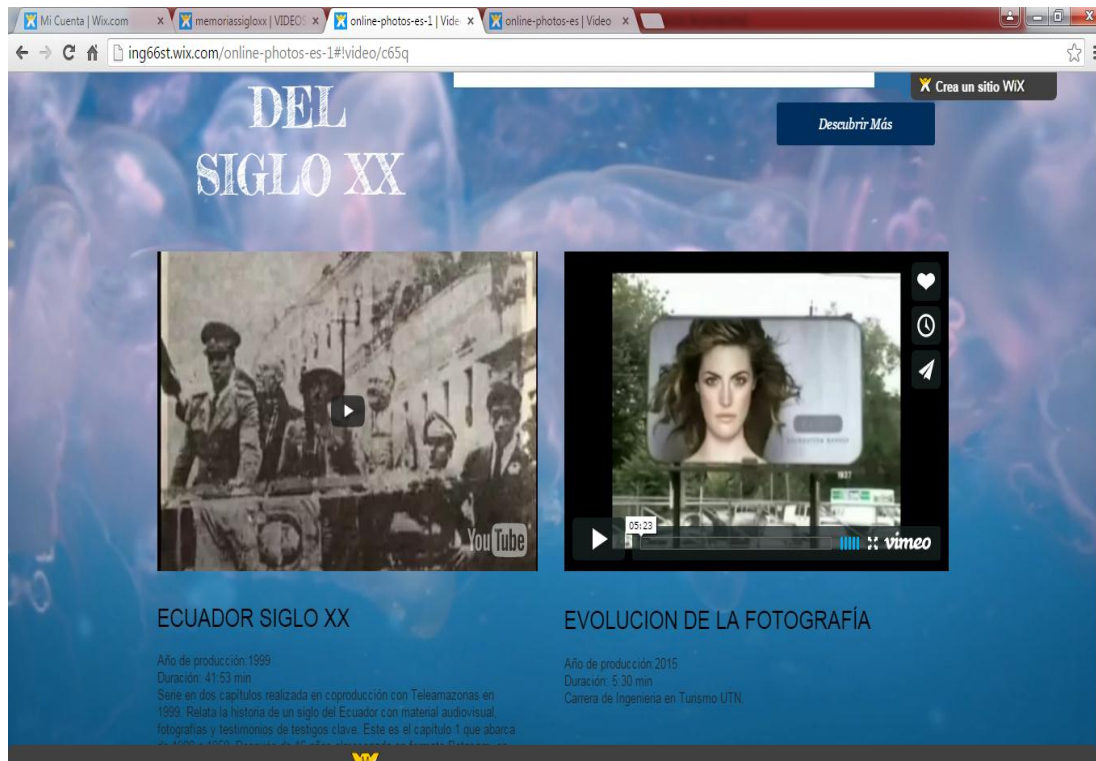 Mi Cuenta | Wix.com
memoriassigloxx | VIDEOS
online-photos-es-1 | Vide
online-photos-es | Video
ing66st.wix.com/online-photos-es-1#!video/c65q
Crea un sitio WiX
DEL
SIGLO XX
Descubrir Más
YouTube
1927
05:23
vimeo
ECUADOR SIGLO XX
Año de producción:1999
Duración: 41:53 min
Serie en dos capítulos realizada en coproducción con Teleamazonas en
1999. Relata la historia de un siglo del Ecuador con material audiovisual,
fotografías y testimonios de testigos clave. Este es el capítulo 1 que abarca
EVOLUCION DE LA FOTOGRAFÍA
Año de producción:2015
Duración: 5:30 min
Carrera de Ingenieria en Turismo UTN.